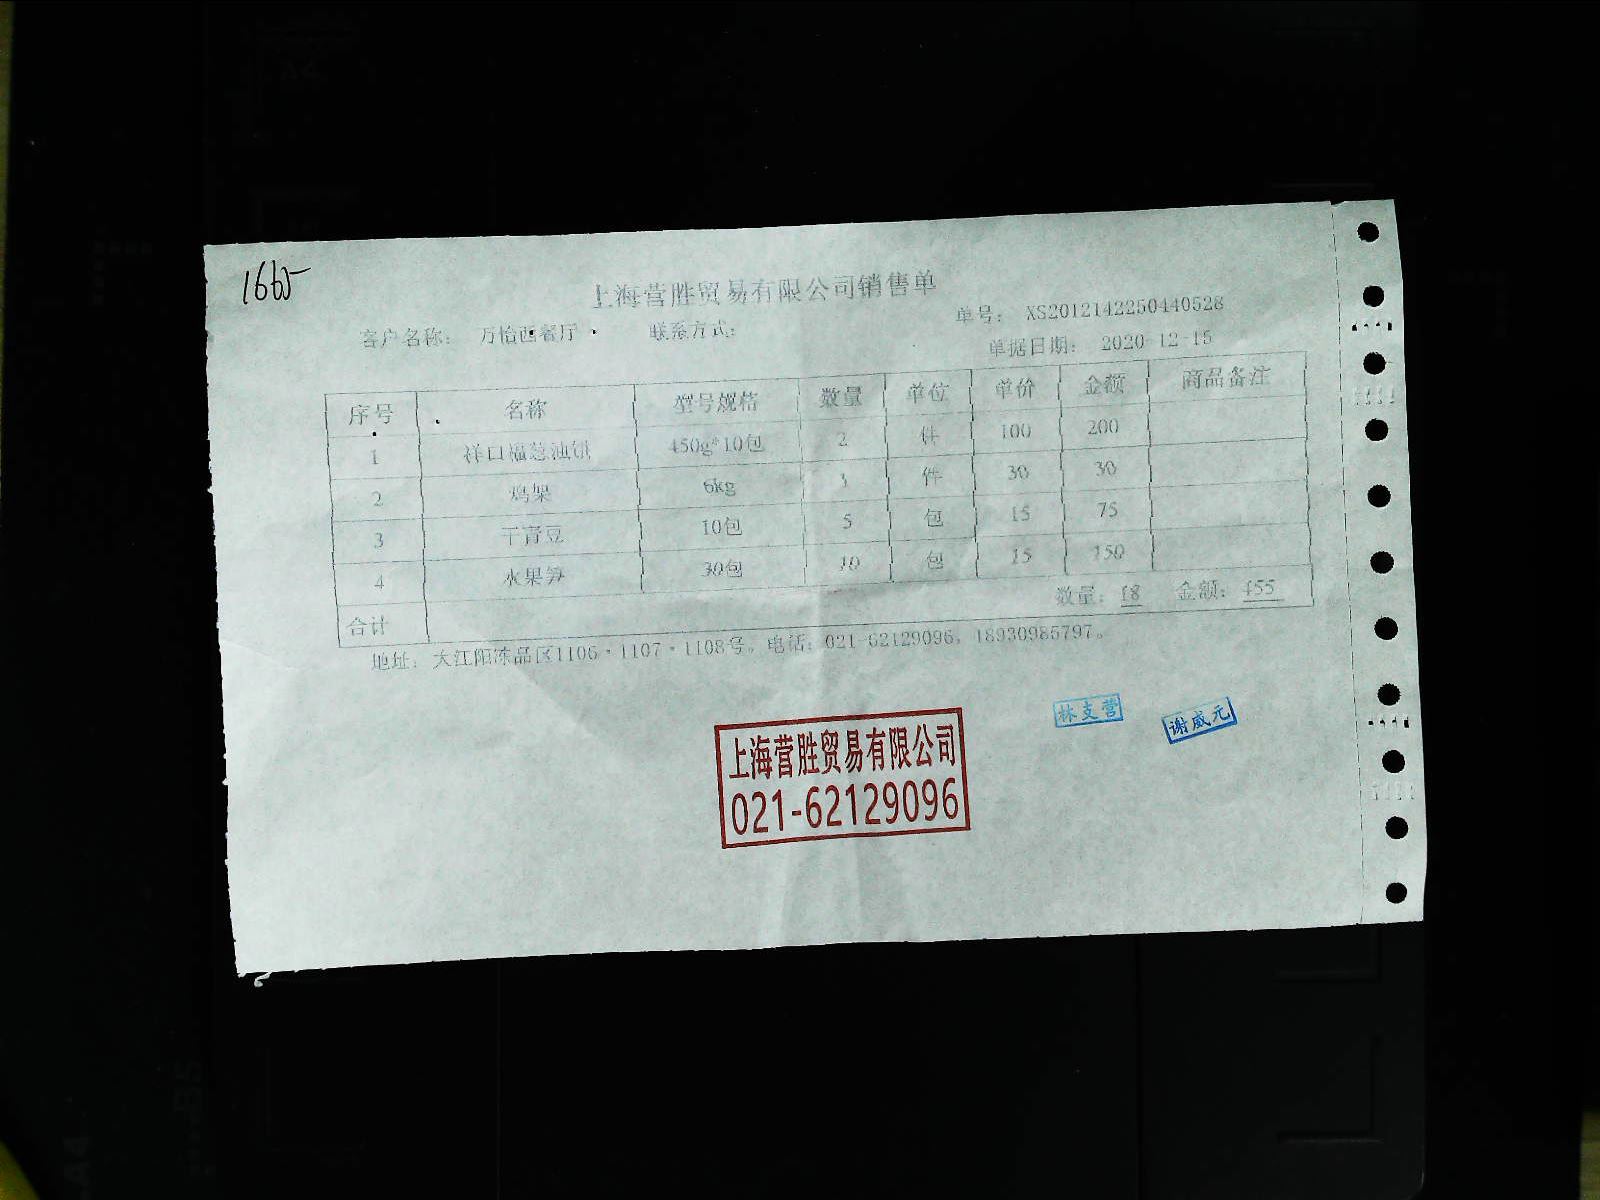 1665
上海营胜贸易有限公司销售单
单号： XS2012142250440528
客户名称： 万怡西餐厅 联系方式：
单据日期： 2020-12-15
序号 名称 型号规格 数量 单位 单价 金额 商品备注
1 祥口福葱油饼 450g*10包 2 件 100 200
2 鸡架 6kg 1 件 30 30
3 干青豆 10包 5 包 15 75
4 水果笋 30包 10 包 15 150
合计 数量：18 金额：455
地址： 大江阳冻品区1106·1107·1108号。电话：021-62129096，18930985797。
林支营
谢威元
上海营胜贸易有限公司
021-62129096